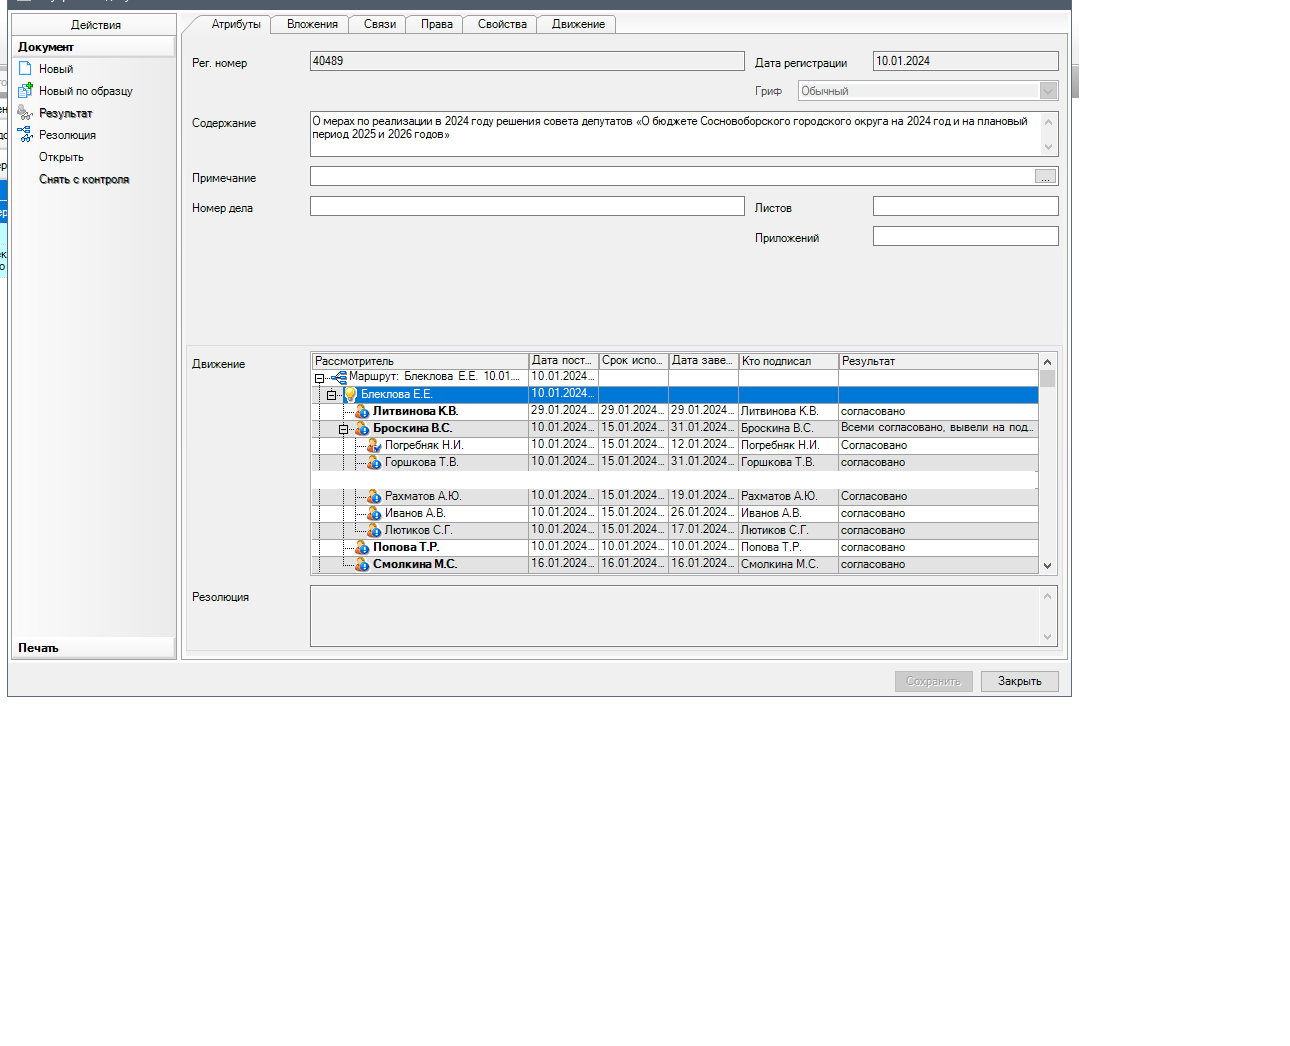 Действия
Документ
Новый
Новый по образцу
Результат
Резолюция
Открыть
Снять с контроля
Печать
Атрибуты Вложения Связи Права Свойства Движение
Рег. номер 40489 Дата регистрации 10.01.2024
Гриф Обычный
Содержание
О мерах по реализации в 2024 году решения совета депутатов «О бюджете Сосновоборского городского округа на 2024 год и на плановый
период 2025 и 2026 годов»
Примечание ...
Номер дела Листов
Приложений
Движение
Рассмотритель Дата пост... Срок испо... Дата заве... Кто подписал Результат
Маршрут: Блеклова Е.Е. 10.01.... 10.01.2024...
Блеклова Е.Е. 10.01.2024...
Литвинова К.В. 29.01.2024... 29.01.2024... 29.01.2024... Литвинова К.В. согласовано
Броскина В.С. 10.01.2024... 15.01.2024... 31.01.2024... Броскина В.С. Всеми согласовано, вывели на под...
Погребняк Н.И. 10.01.2024... 15.01.2024... 12.01.2024... Погребняк Н.И. Согласовано
Горшкова Т.В. 10.01.2024... 15.01.2024... 31.01.2024... Горшкова Т.В. согласовано
Рахматов А.Ю. 10.01.2024... 15.01.2024... 19.01.2024... Рахматов А.Ю. Согласовано
Иванов А.В. 10.01.2024... 15.01.2024... 26.01.2024... Иванов А.В. согласовано
Лютиков С.Г. 10.01.2024... 15.01.2024... 17.01.2024... Лютиков С.Г. согласовано
Попова Т.Р. 10.01.2024... 10.01.2024... 10.01.2024... Попова Т.Р. согласовано
Смолкина М.С. 16.01.2024... 16.01.2024... 16.01.2024... Смолкина М.С. согласовано
Резолюция
Сохранить Закрыть